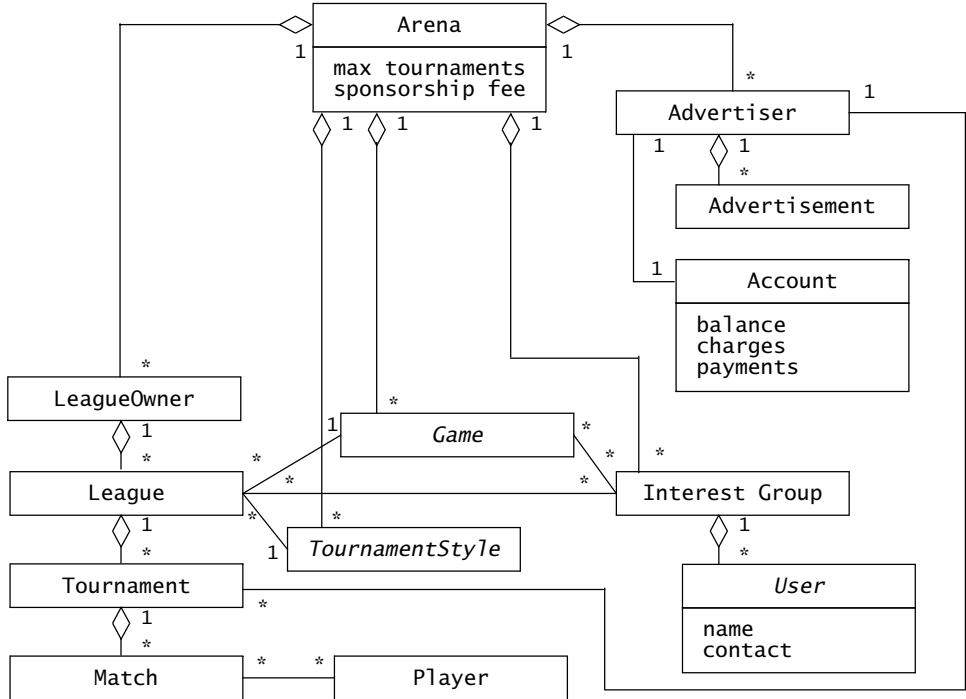 Arena
1
1
max tournaments
sponsorship fee
1
1
1
*
1
Advertiser
1
1
*
Advertisement
1
Account
balance
charges
payments
*
LeagueOwner
1
*
*
1
Game
*
*
*
*
*
*
League
Interest Group
*
*
1
TournamentStyle
1
*
1
*
Tournament
*
User
name
contact
1
*
*
*
Match
Player